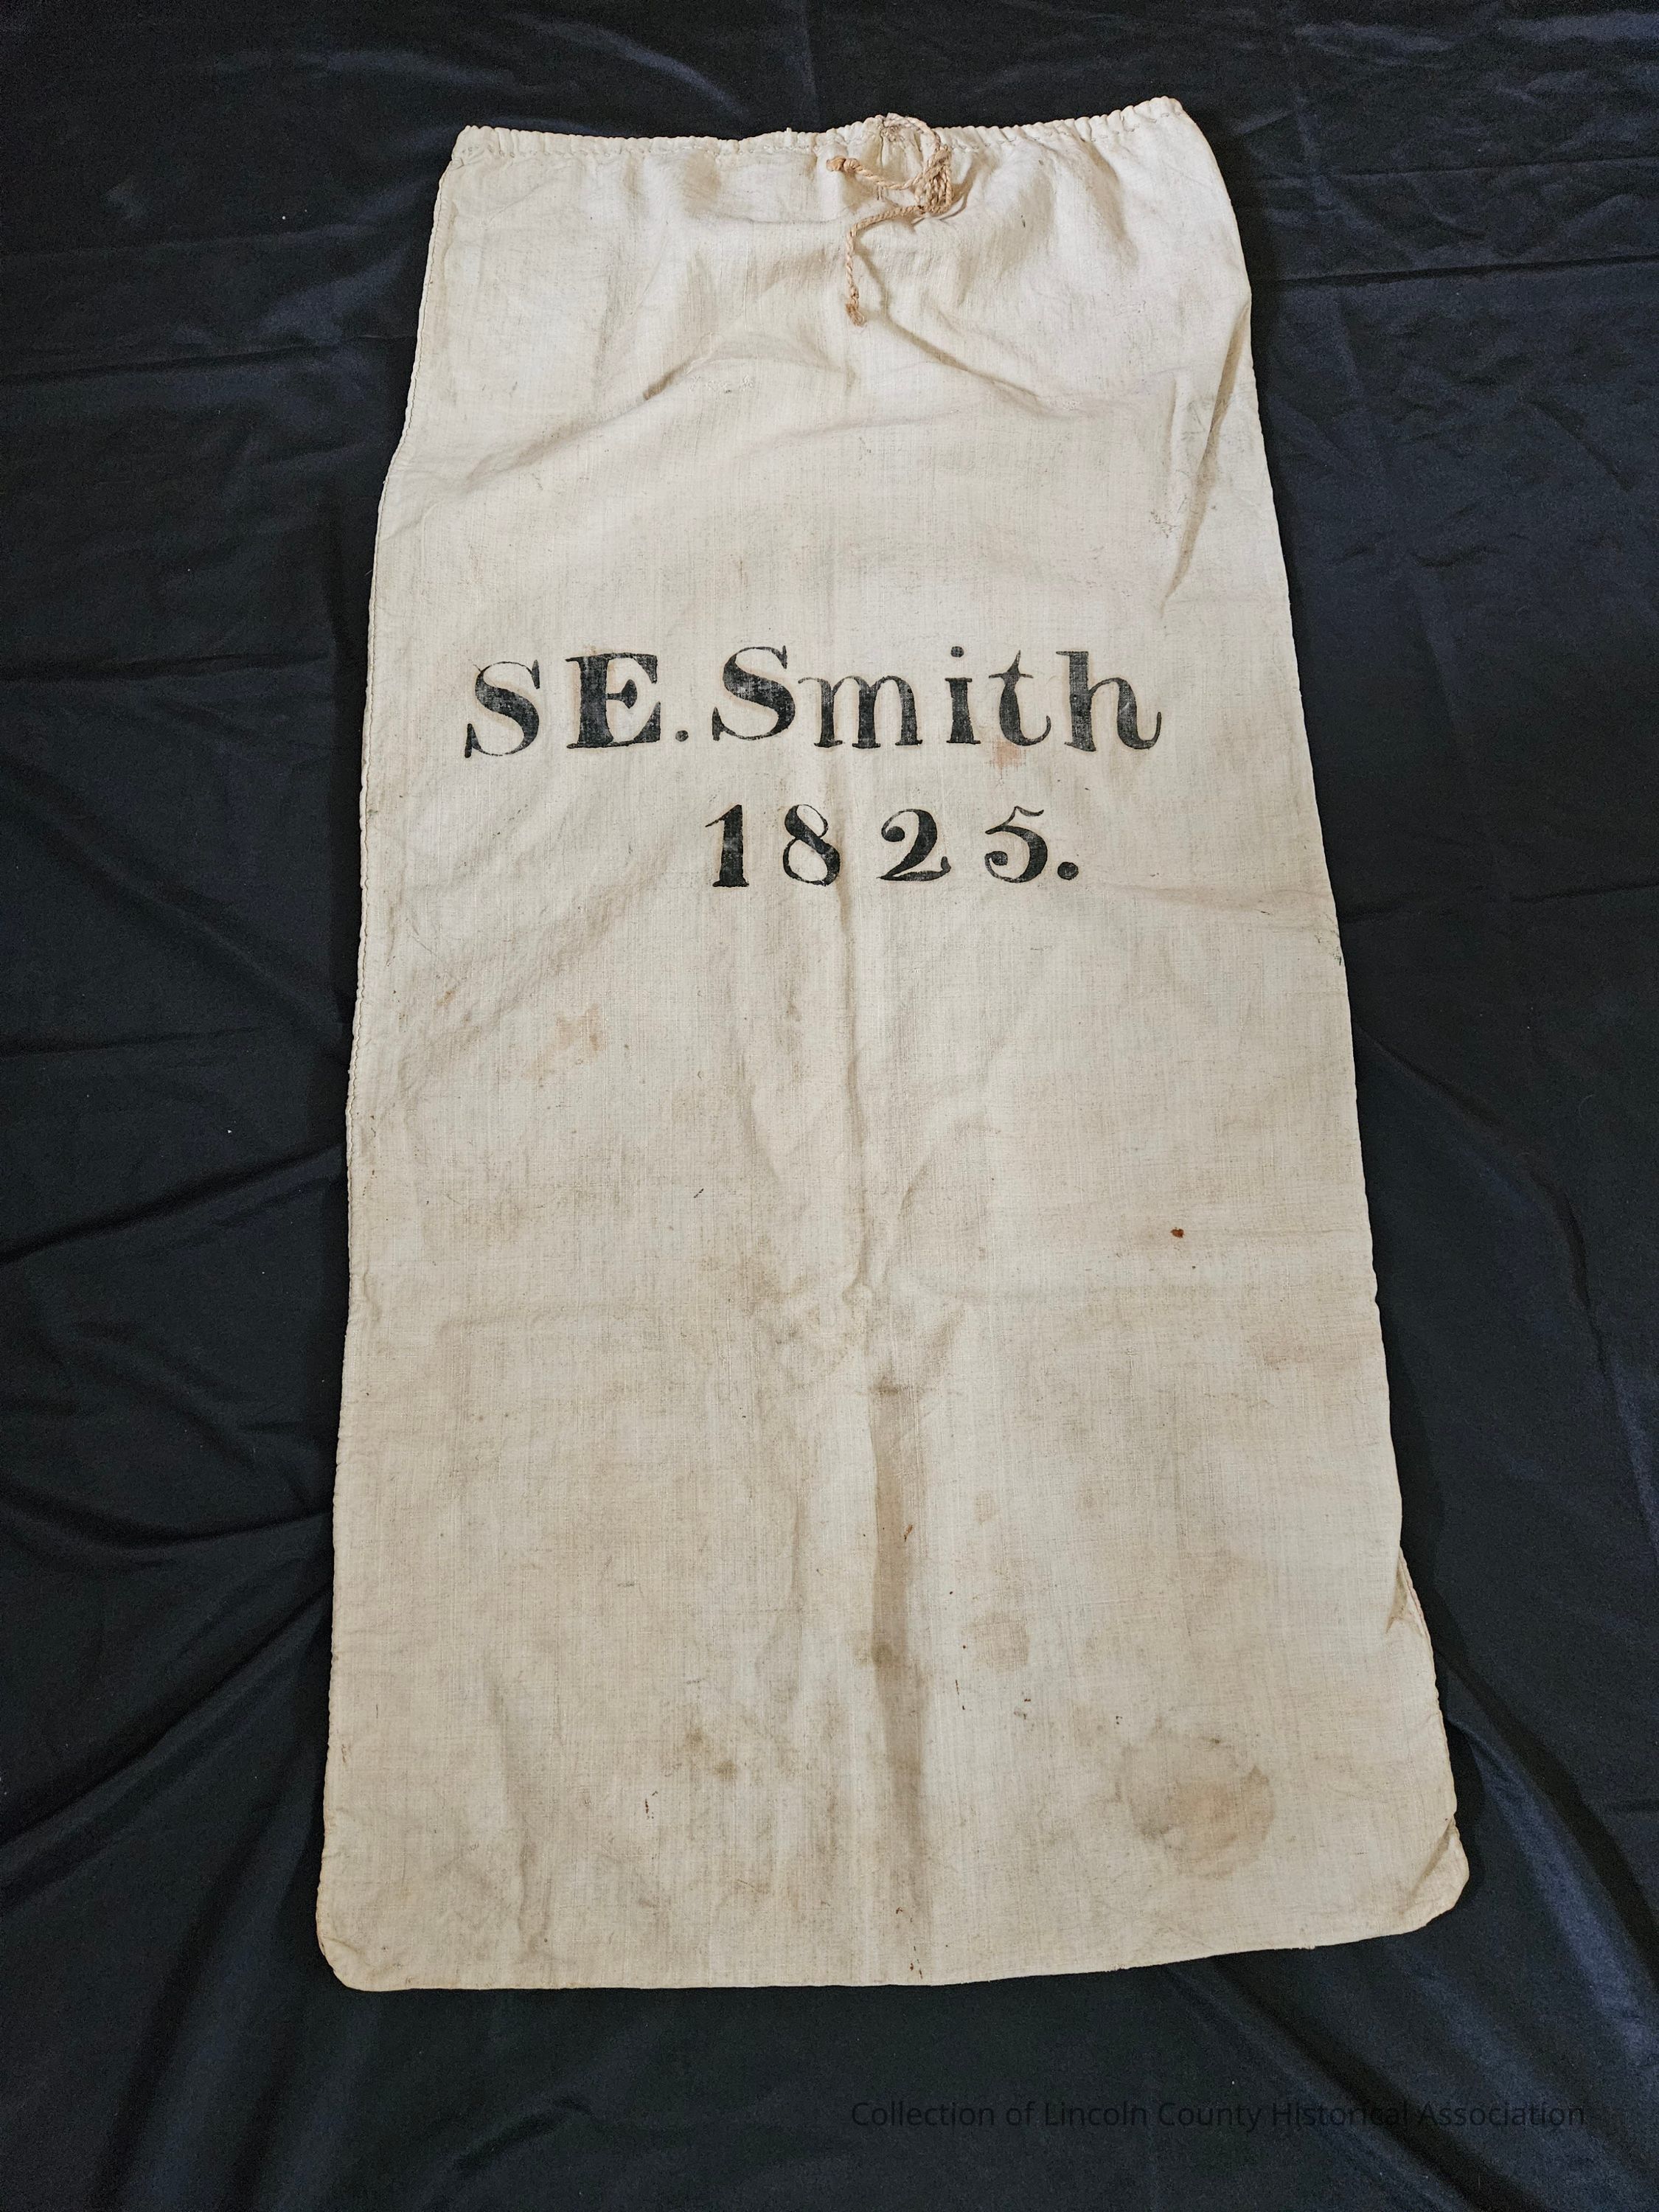 SE. Smith
1825.
Collection of Lincoln County Historical Association